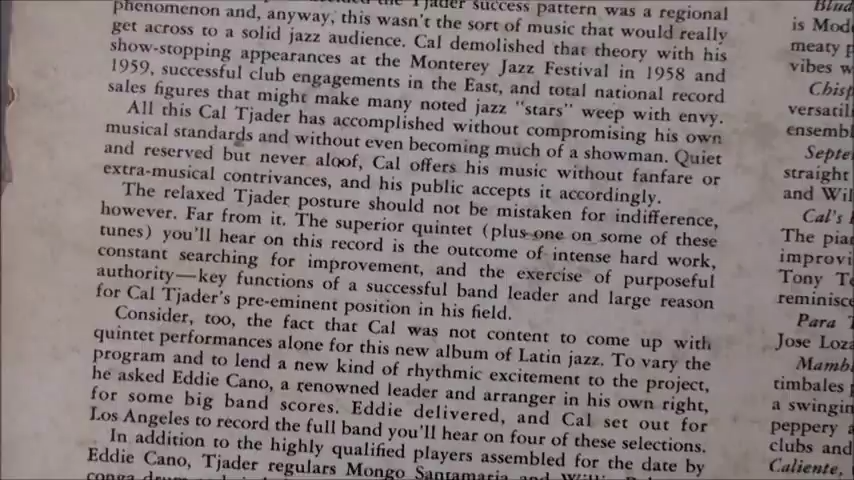 the Tjader success pattern was a regional
phenomenon and, anyway, this wasn't the sort of music that would really
get across to a solid jazz audience. Cal demolished that theory with his
show-stopping appearances at the Monterey Jazz Festival in 1958 and
1959, successful club engagements in the East, and total national record
sales figures that might make many noted jazz "stars" weep with envy.
All this Cal Tjader has accomplished without compromising his own
musical standards and without even becoming much of a showman. Quiet
and reserved but never aloof, Cal offers his music without fanfare or
extra-musical contrivances, and his public accepts it accordingly.
The relaxed Tjader posture should not be mistaken for indifference,
however. Far from it. The superior quintet (plus one on some of these
tunes) you'll hear on this record is the outcome of intense hard work,
constant searching for improvement, and the exercise of purposeful
authority—key functions of a successful band leader and large reason
for Cal Tjader's pre-eminent position in his field.
Consider, too, the fact that Cal was not content to come up with
quintet performances alone for this new album of Latin jazz. To vary the
program and to lend a new kind of rhythmic excitement to the project,
he asked Eddie Cano, a renowned leader and arranger in his own right,
for some big band scores. Eddie delivered, and Cal set out for
Los Angeles to record the full band you'll hear on four of these selections.
In addition to the highly qualified players assembled for the date by
Eddie Cano, Tjader regulars Mongo Santamaria and
conga
is
meaty
vibes
ensembl
straight
and Wil
Cal's
The pia
improvi
Tony
reminisce
Para
Jose Loza
Mamb
timbales
a swingin
peppery
clubs and
Caliente,